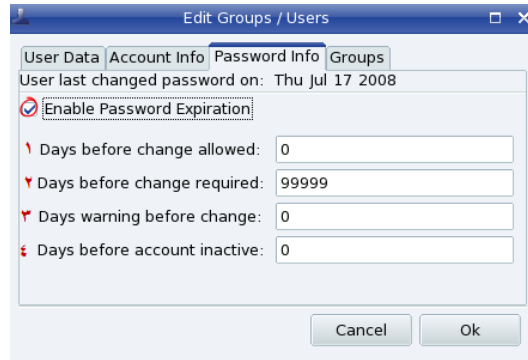 Edit Groups / Users
User Data Account Info Password Info Groups
User last changed password on: Thu Jul 17 2008
Enable Password Expiration
١ Days before change allowed: 0
٢ Days before change required: 99999
٣ Days warning before change: 0
٤ Days before account inactive: 0
Cancel Ok